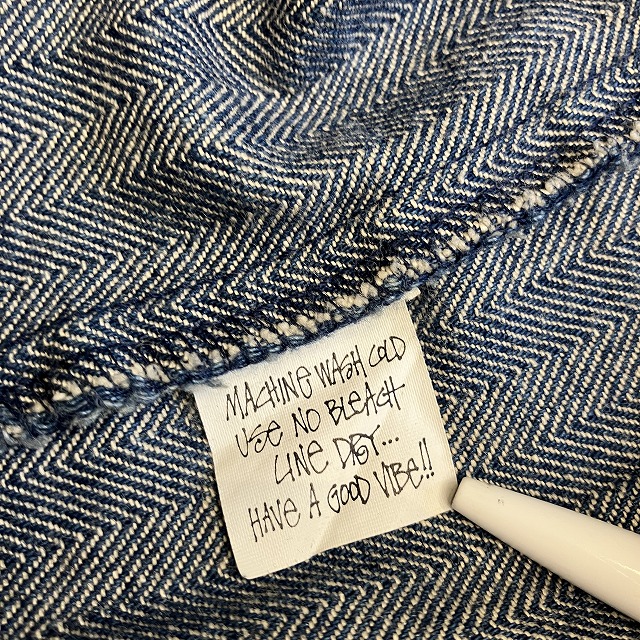 MACHINE WASH COLD
USE NO BLEACH
LINE DRY...
HAVE A GOOD VIBE!!